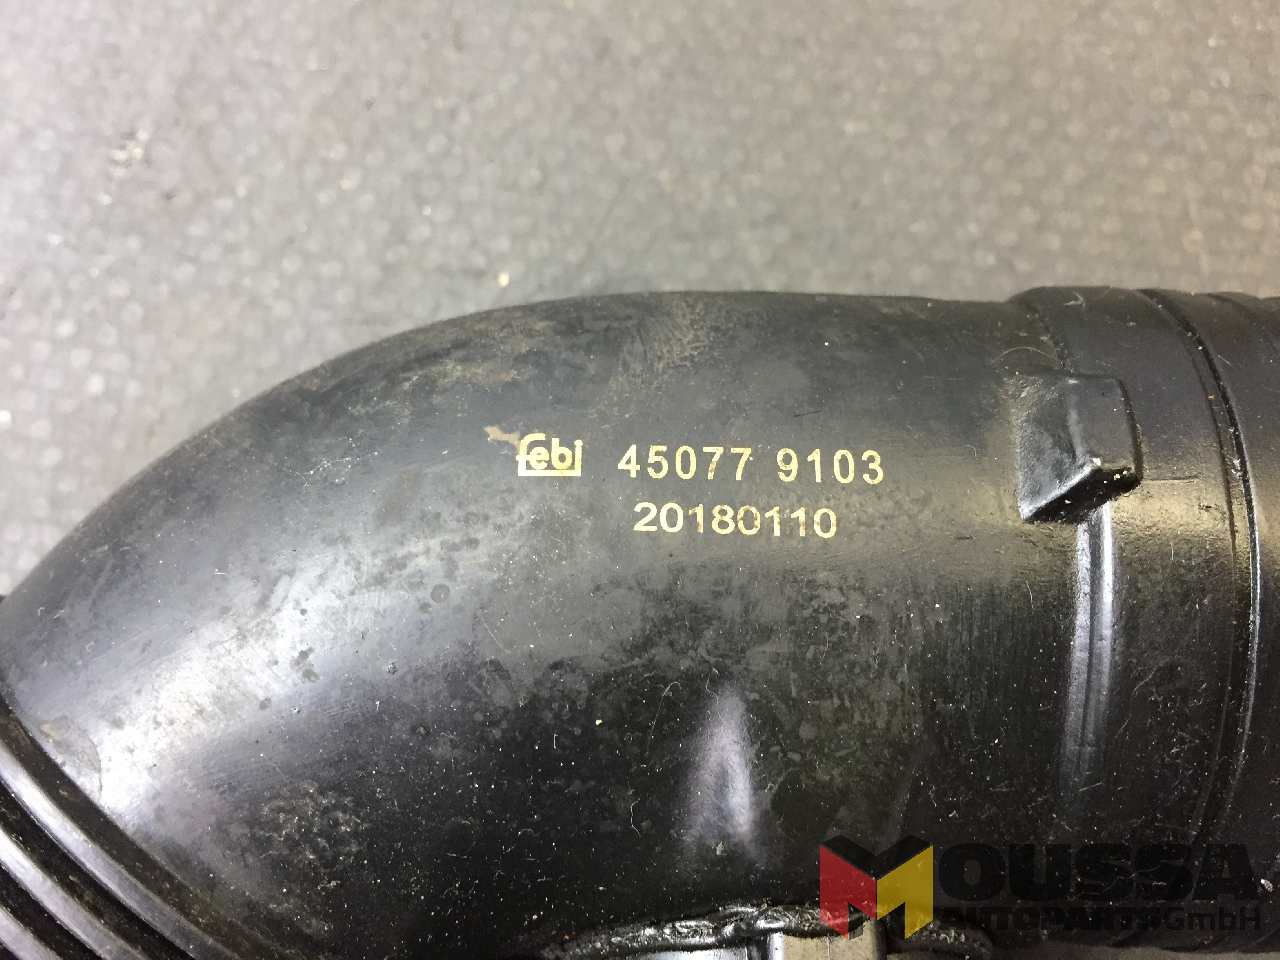 febi 45077 9103
20180110
MOUSSA
AUTOPARTS GmbH